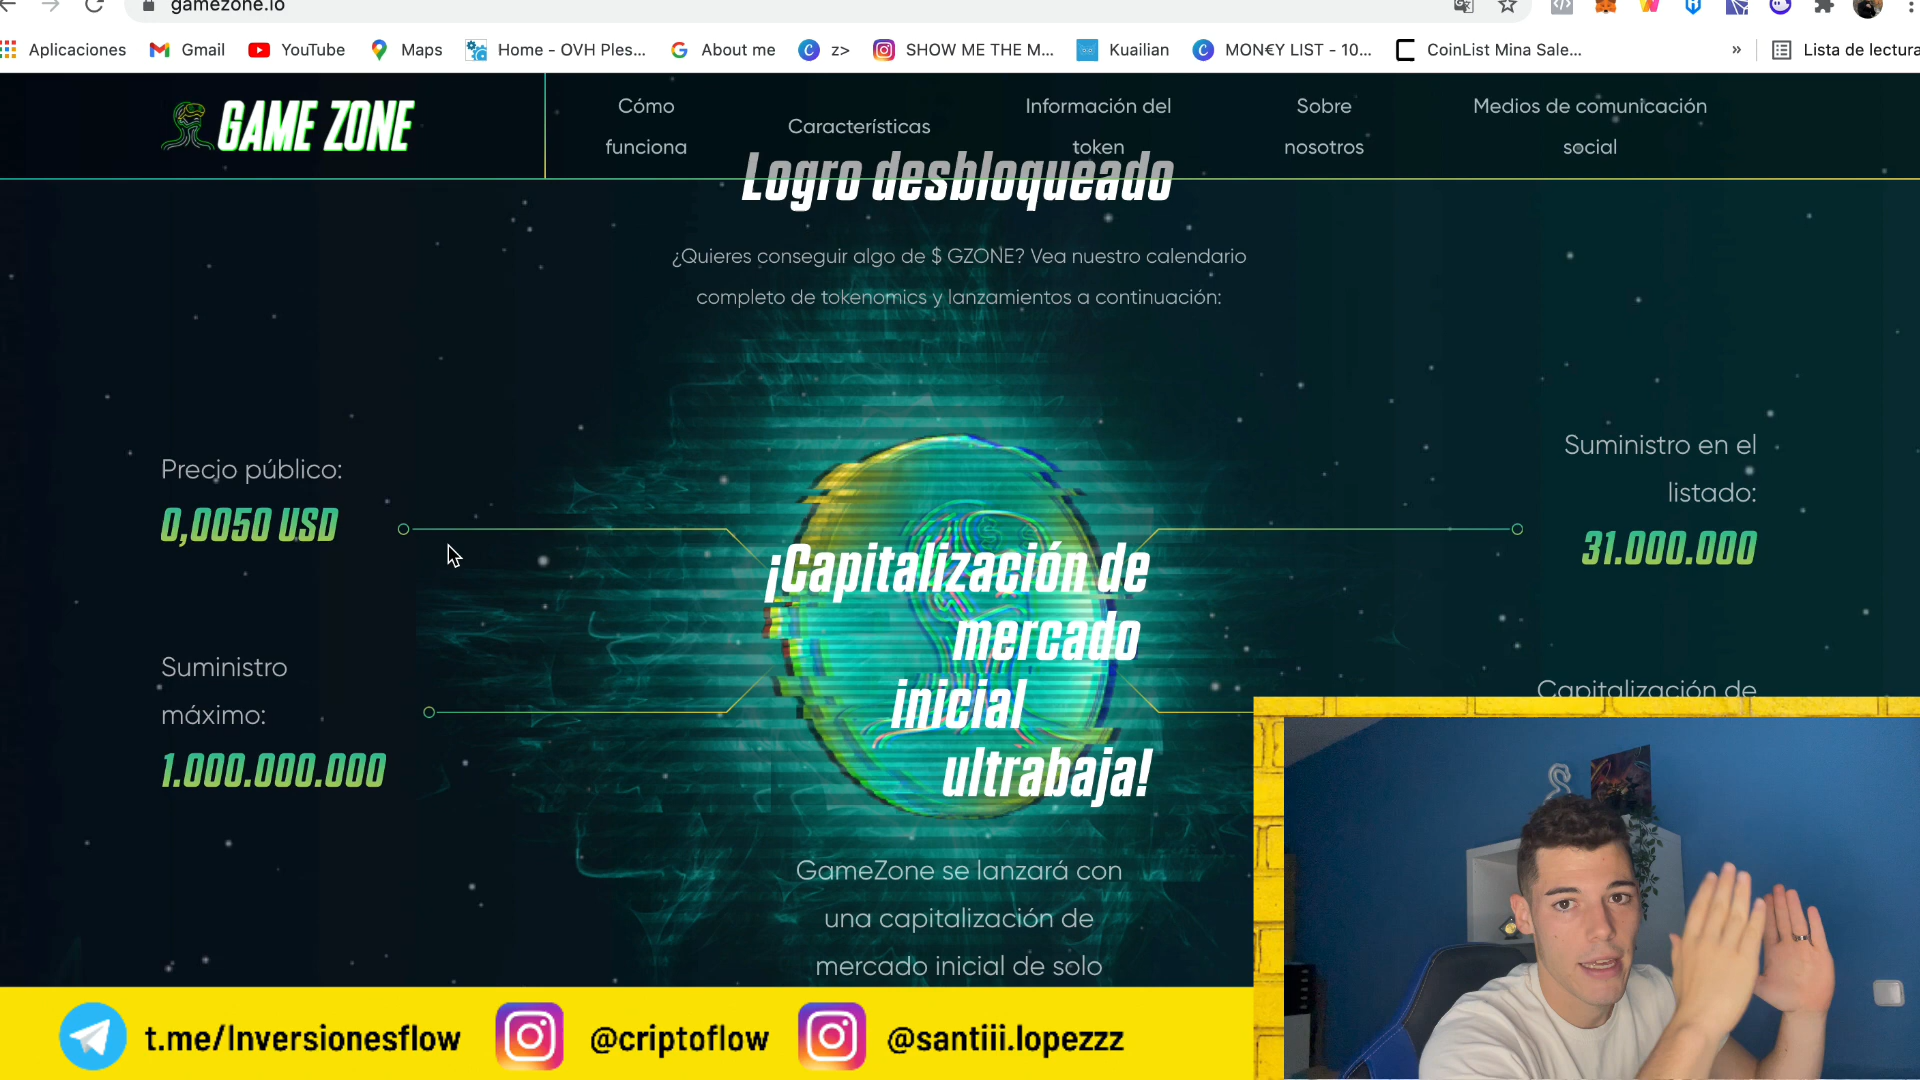 gamezone.io
Aplicaciones
Gmail
YouTube
Maps
Home - OVH Ples...
About me
z>
SHOW ME THE M...
Kuailian
MON€Y LIST - 10...
CoinList Mina Sale...
»
Lista de lectura
GAME ZONE
Cómo
funciona
Características
Información del
token
Sobre
nosotros
Medios de comunicación
social
Logro desbloqueado
¿Quieres conseguir algo de $ GZONE? Vea nuestro calendario
completo de tokenomics y lanzamientos a continuación:
Precio público:
0,0050 USD
Suministro
máximo:
1.000.000.000
¡Capitalización de
mercado
inicial
ultrabaja!
GameZone se lanzará con
una capitalización de
mercado inicial de solo
Suministro en el
listado:
31.000.000
Capitalización de
t.me/Inversionesflow
@criptoflow
@santiii.lopezzz